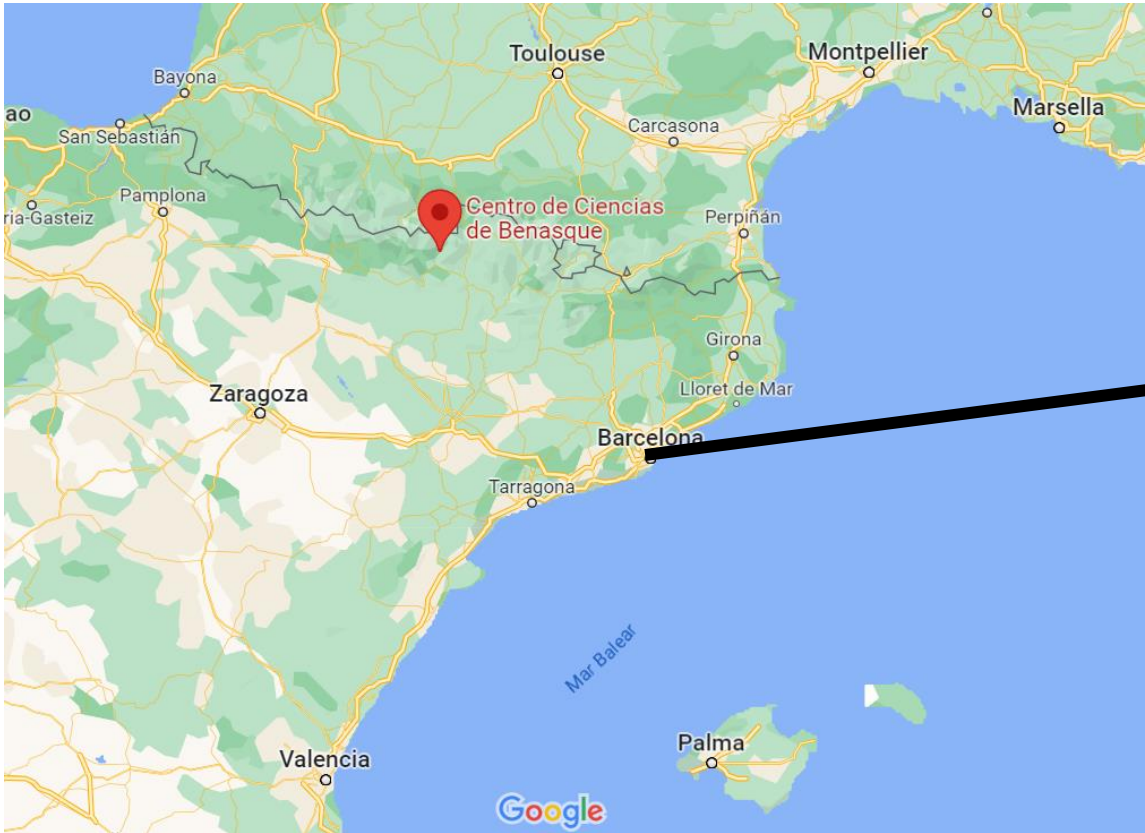 Toulouse
Montpellier
Bayona
ao
Marsella
San Sebastián
Carcasona
Pamplona
ria-Gasteiz
Centro de Ciencias
de Benasque
Perpiñán
Girona
Zaragoza
Lloret de Mar
Barcelona
Tarragona
Mar Balear
Palma
Valencia
Google